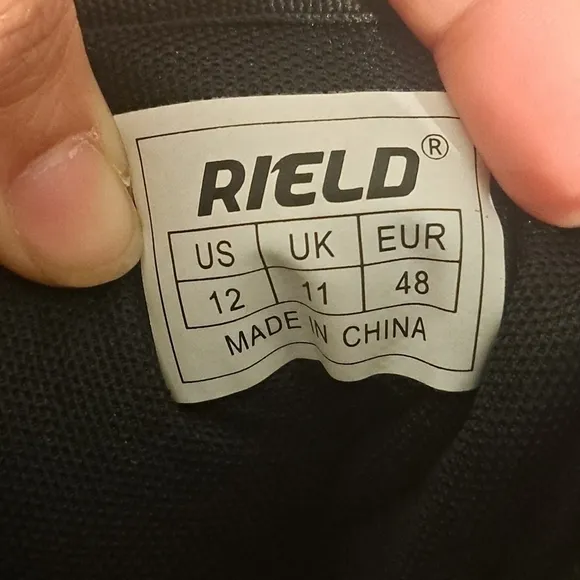 RIELD®
US UK EUR
12 11 48
MADE IN CHINA